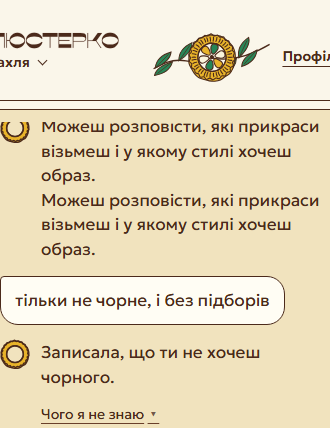 ЛЮСТЕРКО
ахля
Профіл
Можеш розповісти, які прикраси
візьмеш і у якому стилі хочеш
образ.
Можеш розповісти, які прикраси
візьмеш і у якому стилі хочеш
образ.
тільки не чорне, і без підборів
Записала, що ти не хочеш
чорного.
Чого я не знаю